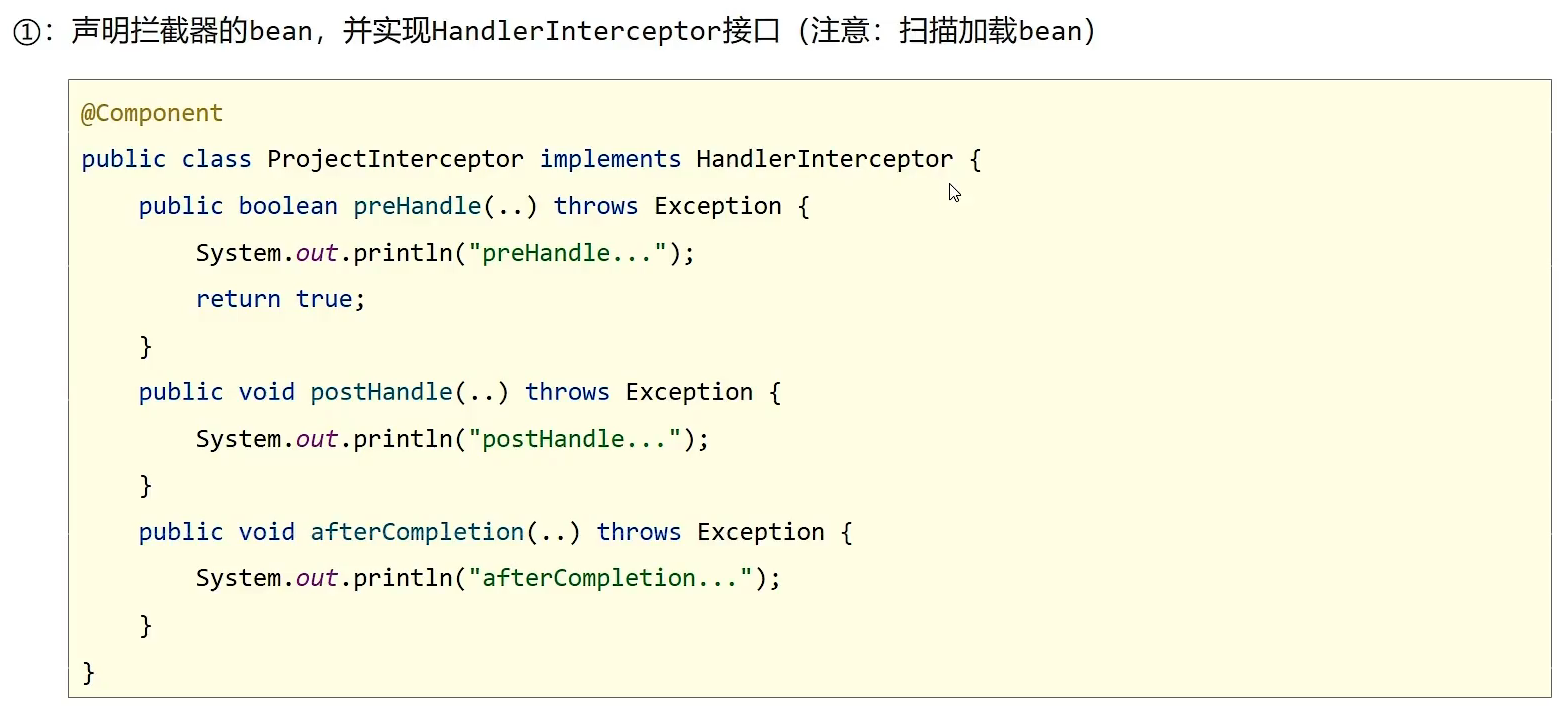 ①：声明拦截器的bean，并实现HandlerInterceptor接口（注意：扫描加载bean）
@Component
public class ProjectInterceptor implements HandlerInterceptor {
    public boolean preHandle(..) throws Exception {
        System.out.println("preHandle...");
        return true;
    }
    public void postHandle(..) throws Exception {
        System.out.println("postHandle...");
    }
    public void afterCompletion(..) throws Exception {
        System.out.println("afterCompletion...");
    }
}